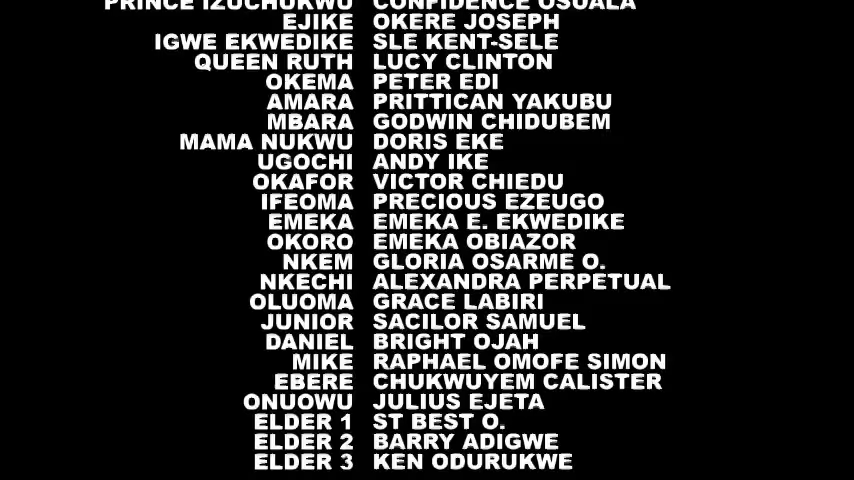 PRINCE IZUCHUKWU CONFIDENCE OSUALA
EJIKE OKERE JOSEPH
IGWE EKWEDIKE SLE KENT-SELE
QUEEN RUTH LUCY CLINTON
OKEMA PETER EDI
AMARA PRITTICAN YAKUBU
MBARA GODWIN CHIDUBEM
MAMA NUKWU DORIS EKE
UGOCHI ANDY IKE
OKAFOR VICTOR CHIEDU
IFEOMA PRECIOUS EZEUGO
EMEKA EMEKA E. EKWEDIKE
OKORO EMEKA OBIAZOR
NKEM GLORIA OSARME O.
NKECHI ALEXANDRA PERPETUAL
OLUOMA GRACE LABIRI
JUNIOR SACILOR SAMUEL
DANIEL BRIGHT OJAH
MIKE RAPHAEL OMOFE SIMON
EBERE CHUKWUYEM CALISTER
ONUOWU JULIUS EJETA
ELDER 1 ST BEST O.
ELDER 2 BARRY ADIGWE
ELDER 3 KEN ODURUKWE